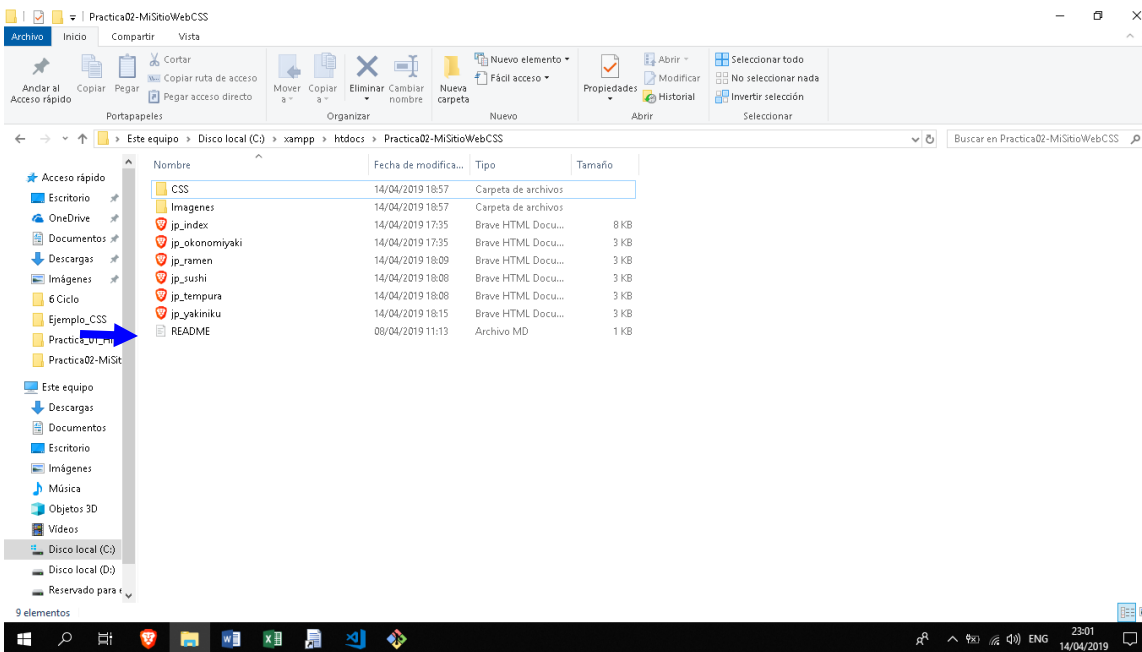 Practica02-MiSitioWebCSS
Archivo Inicio Compartir Vista
Anclar al Acceso rápido
Copiar
Pegar
Cortar
Copiar ruta de acceso
Pegar acceso directo
Portapapeles
Mover a
Copiar a
Eliminar
Cambiar nombre
Organizar
Nueva carpeta
Nuevo elemento
Fácil acceso
Nuevo
Propiedades
Abrir
Modificar
Historial
Abrir
Seleccionar todo
No seleccionar nada
Invertir selección
Seleccionar
Este equipo > Disco local (C:) > xampp > htdocs > Practica02-MiSitioWebCSS
Buscar en Practica02-MiSitioWebCSS
Acceso rápido
Escritorio
OneDrive
Documentos
Descargas
Imágenes
6 Ciclo
Ejemplo_CSS
Practica02-MiSit
Este equipo
Descargas
Documentos
Escritorio
Imágenes
Música
Objetos 3D
Vídeos
Disco local (C:)
Disco local (D:)
Reservado para
Nombre Fecha de modifica... Tipo Tamaño
CSS 14/04/2019 18:57 Carpeta de archivos
Imagenes 14/04/2019 18:57 Carpeta de archivos
jp_index 14/04/2019 17:35 Brave HTML Docu... 8 KB
jp_okonomiyaki 14/04/2019 17:35 Brave HTML Docu... 3 KB
jp_ramen 14/04/2019 18:09 Brave HTML Docu... 3 KB
jp_sushi 14/04/2019 18:08 Brave HTML Docu... 3 KB
jp_tempura 14/04/2019 18:08 Brave HTML Docu... 3 KB
jp_yakiniku 14/04/2019 18:15 Brave HTML Docu... 3 KB
README 08/04/2019 11:13 Archivo MD 1 KB
9 elementos
ENG
23:01
14/04/2019